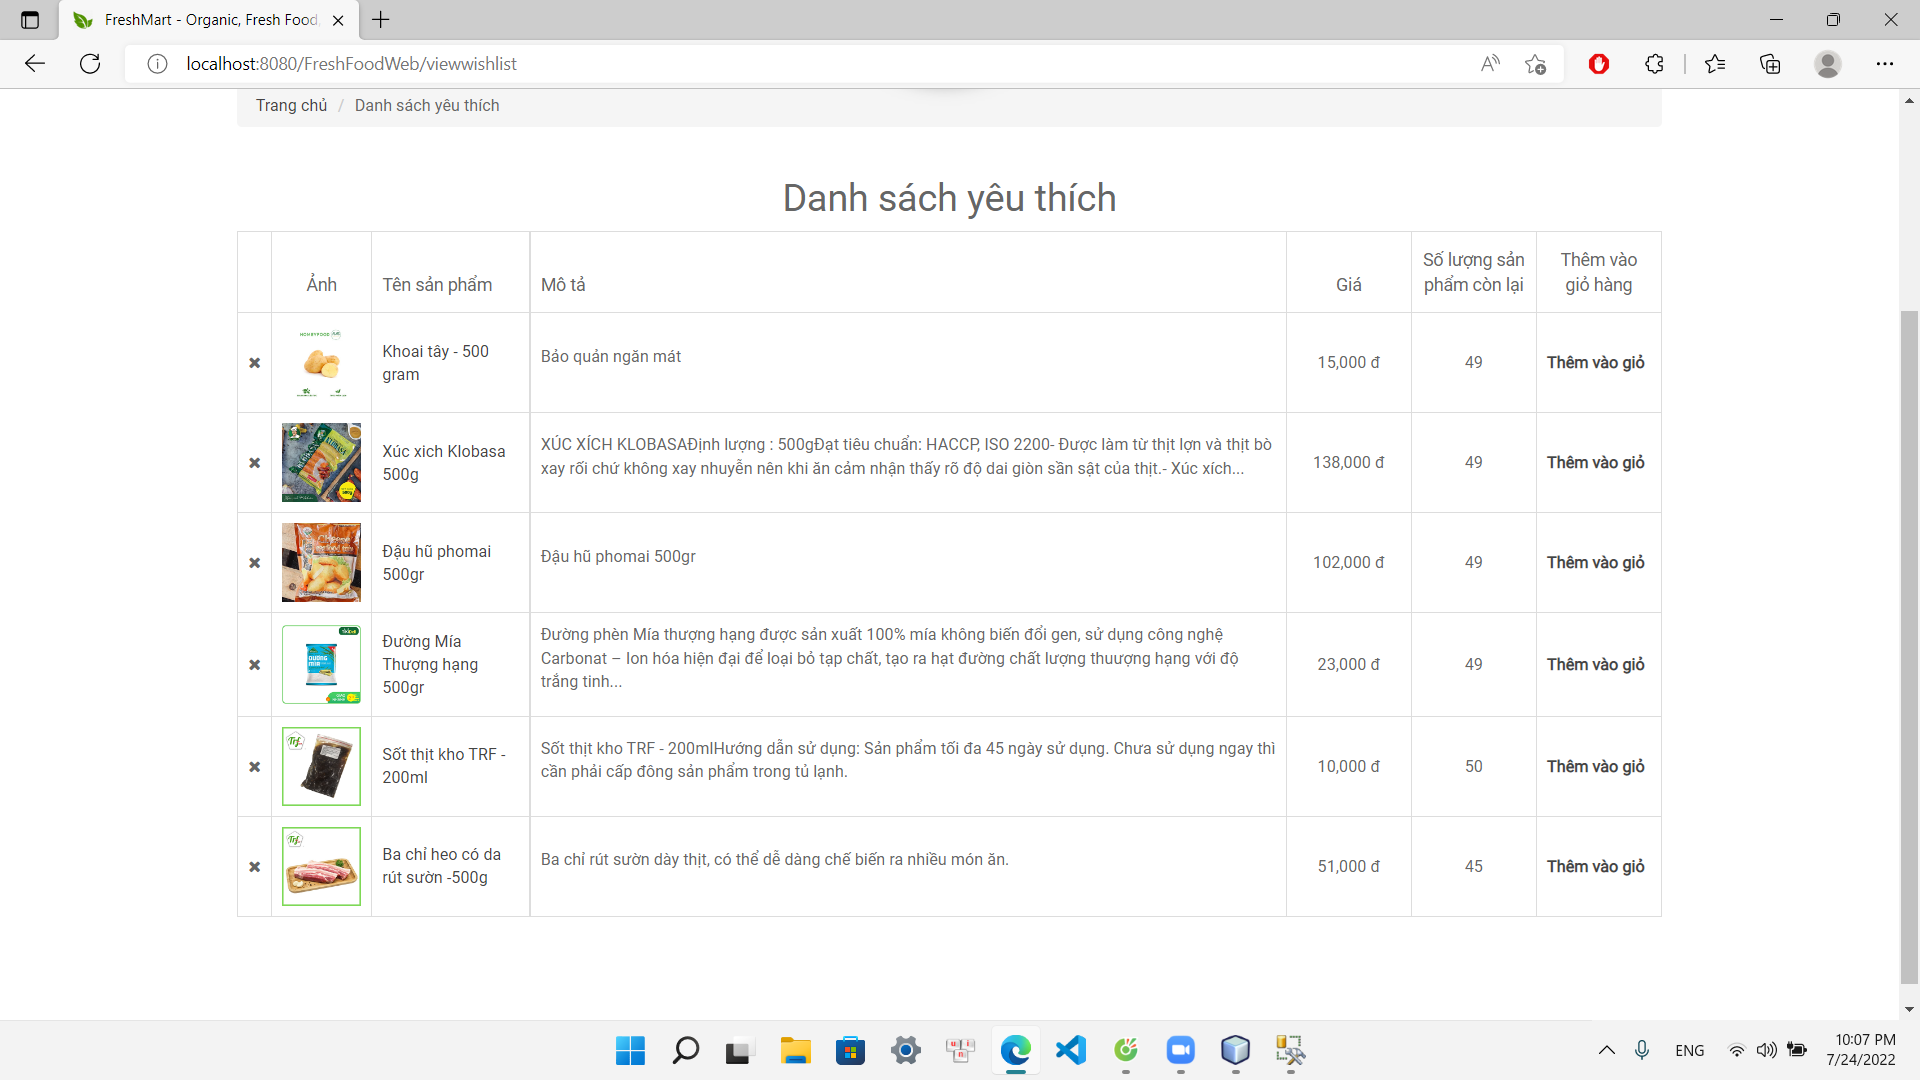 FreshMart - Organic, Fresh Food,
localhost:8080/FreshFoodWeb/viewwishlist
Trang chủ / Danh sách yêu thích
Danh sách yêu thích
Ảnh
Tên sản phẩm
Mô tả
Giá
Số lượng sản
phẩm còn lại
Thêm vào
giỏ hàng
Khoai tây - 500
gram
Bảo quản ngăn mát
15,000 đ
49
Thêm vào giỏ
Xúc xich Klobasa
500g
XÚC XÍCH KLOBASAĐịnh lượng : 500gĐạt tiêu chuẩn: HACCP, ISO 2200- Được làm từ thịt lợn và thịt bò
xay rối chứ không xay nhuyễn nên khi ăn cảm nhận thấy rõ độ dai giòn sần sật của thịt.- Xúc xích...
138,000 đ
49
Thêm vào giỏ
Đậu hũ phomai
500gr
Đậu hũ phomai 500gr
102,000 đ
49
Thêm vào giỏ
Đường Mía
Thượng hạng
500gr
Đường phèn Mía thượng hạng được sản xuất 100% mía không biến đổi gen, sử dụng công nghệ
Carbonat – Ion hóa hiện đại để loại bỏ tạp chất, tạo ra hạt đường chất lượng thuượng hạng với độ
trắng tinh...
23,000 đ
49
Thêm vào giỏ
Sốt thịt kho TRF -
200ml
Sốt thịt kho TRF - 200mlHướng dẫn sử dụng: Sản phẩm tối đa 45 ngày sử dụng. Chưa sử dụng ngay thì
cần phải cấp đông sản phẩm trong tủ lạnh.
10,000 đ
50
Thêm vào giỏ
Ba chỉ heo có da
rút sườn -500g
Ba chỉ rút sườn dày thịt, có thể dễ dàng chế biến ra nhiều món ăn.
51,000 đ
45
Thêm vào giỏ
ENG
10:07 PM
7/24/2022